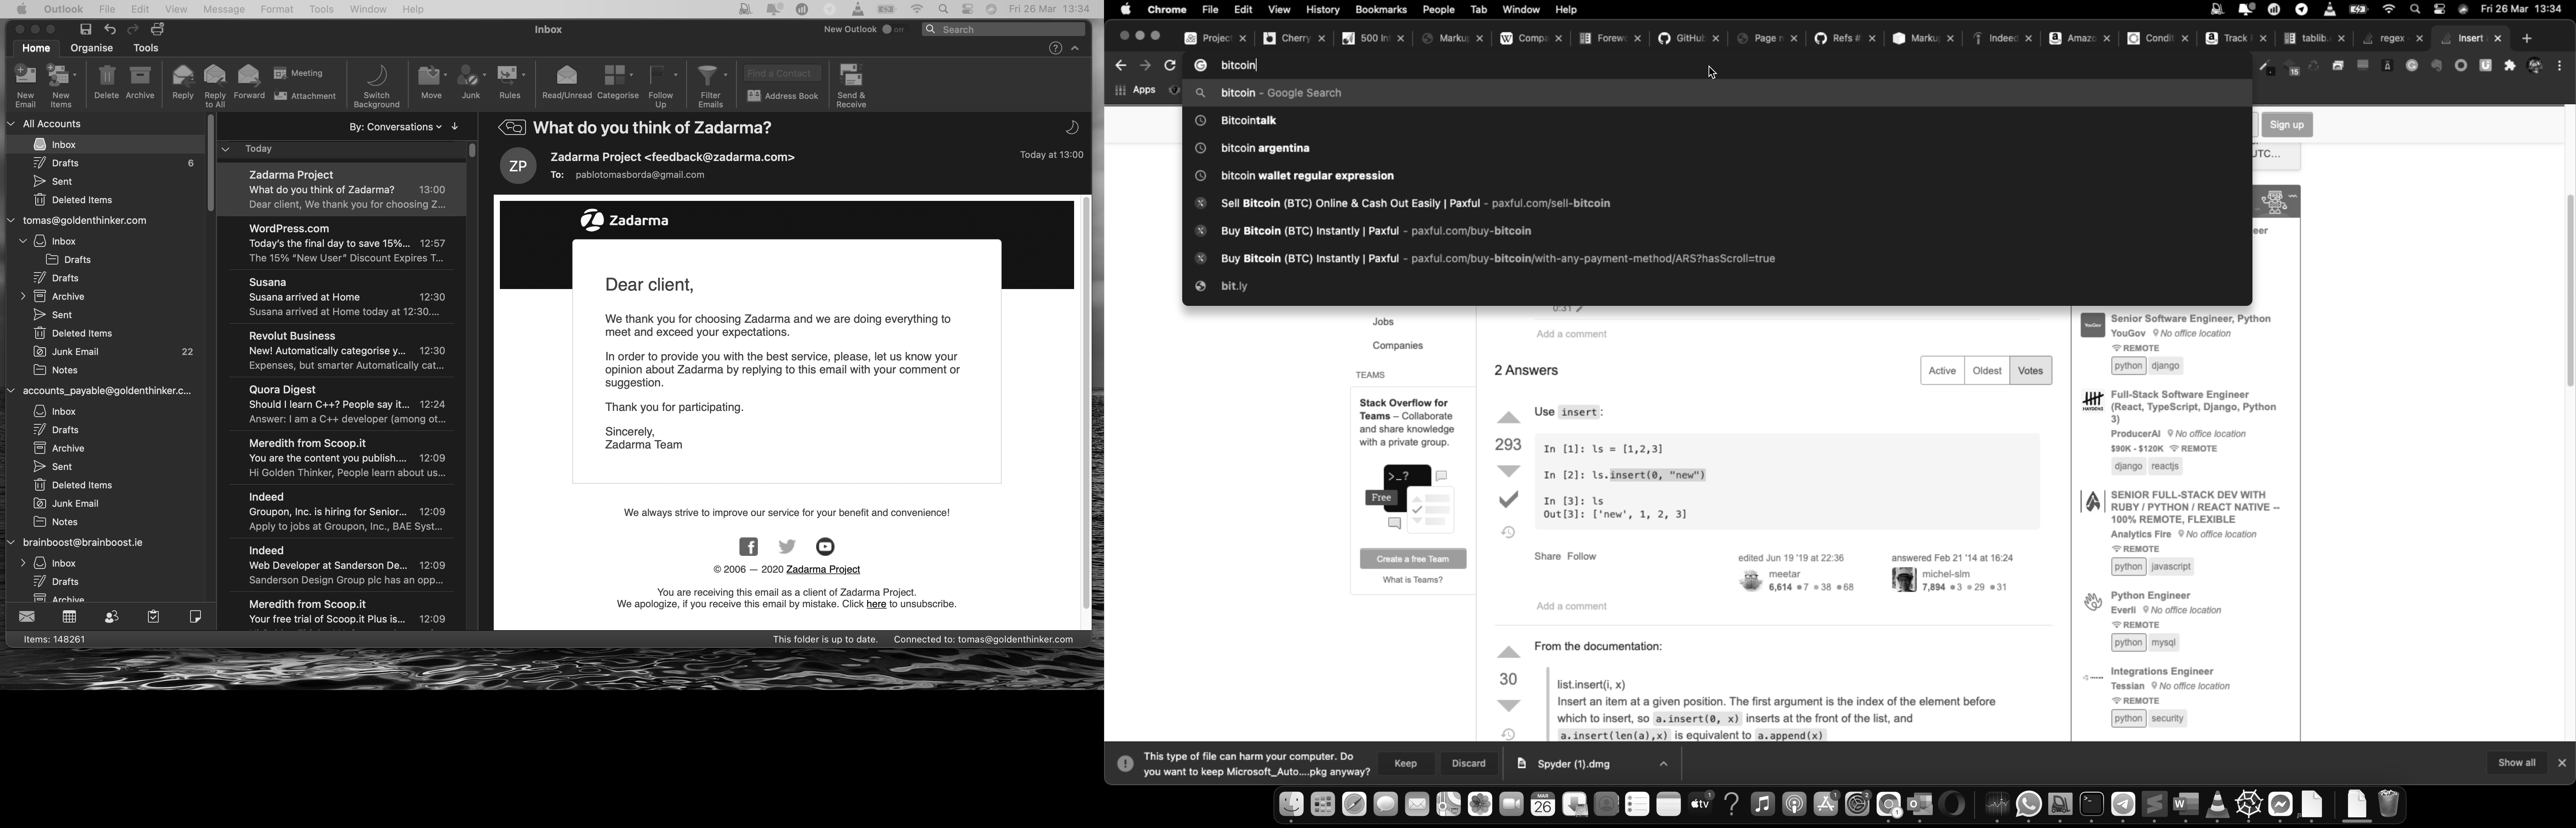 Outlook File Edit View Message Format Tools Window Help
Fri 26 Mar 13:34
Inbox
New Outlook
Search
Home Organise Tools
New Email
New Items
Delete
Archive
Reply
Reply to All
Forward
Meeting
Attachment
Switch Background
Move
Junk
Rules
Read/Unread
Categorise
Follow Up
Filter Emails
Find a Contact
Address Book
Send & Receive
All Accounts
Inbox
Drafts 6
Sent
Deleted Items
tomas@goldenthinker.com
Inbox
Drafts
Drafts
Archive
Sent
Deleted Items
Junk Email 22
Notes
accounts_payable@goldenthinker.c...
Inbox
Drafts
Archive
Sent
Deleted Items
Junk Email
Notes
brainboost@brainboost.ie
Inbox
Drafts
Archive
Items: 148261
By: Conversations
Today
Zadarma Project
What do you think of Zadarma? 13:00
Dear client, We thank you for choosing Z...
WordPress.com
Today's the final day to save 15%... 12:57
The 15% "New User" Discount Expires T...
Susana
Susana arrived at Home 12:30
Susana arrived at Home today at 12:30....
Revolut Business
New! Automatically categorise y... 12:30
Expenses, but smarter Automatically cat...
Quora Digest
Should I learn C++? People say it... 12:24
Answer: I am a C++ developer (among ot...
Meredith from Scoop.it
You are the content you publish.... 12:09
Hi Golden Thinker, People learn about us...
Indeed
Groupon, Inc. is hiring for Senior... 12:09
Apply to jobs at Groupon, Inc., BAE Syst...
Indeed
Web Developer at Sanderson De... 12:09
Sanderson Design Group plc has an opp...
Meredith from Scoop.it
Your free trial of Scoop.it Plus is... 12:09
What do you think of Zadarma?
ZP
Zadarma Project <feedback@zadarma.com>
Today at 13:00
To: pablotomasborda@gmail.com
Zadarma
Dear client,
We thank you for choosing Zadarma and we are doing everything to
meet and exceed your expectations.
In order to provide you with the best service, please, let us know your
opinion about Zadarma by replying to this email with your comment or
suggestion.
Thank you for participating.
Sincerely,
Zadarma Team
We always strive to improve our service for your benefit and convenience!
© 2006 — 2020 Zadarma Project
You are receiving this email as a client of Zadarma Project.
We apologize, if you receive this email by mistake. Click here to unsubscribe.
This folder is up to date. Connected to: tomas@goldenthinker.com
Chrome File Edit View History Bookmarks People Tab Window Help
Fri 26 Mar 13:34
Project Cherry 500 Int Marku Compa Forew GitHub Page n Refs # Marku Indeed Amazo Condit Track tablib. regex Insert
bitcoin
15
Apps
bitcoin - Google Search
Bitcointalk
bitcoin argentina
bitcoin wallet regular expression
Sell Bitcoin (BTC) Online & Cash Out Easily | Paxful - paxful.com/sell-bitcoin
Buy Bitcoin (BTC) Instantly | Paxful - paxful.com/buy-bitcoin
Buy Bitcoin (BTC) Instantly | Paxful - paxful.com/buy-bitcoin/with-any-payment-method/ARS?hasScroll=true
bit.ly
Sign up
Jobs
Companies
TEAMS
Stack Overflow for
Teams – Collaborate
and share knowledge
with a private group.
Free
Create a free Team
What is Teams?
Add a comment
2 Answers
Active Oldest Votes
293
Use insert:
In [1]: ls = [1,2,3]
In [2]: ls.insert(0, "new")
In [3]: ls
Out[3]: ['new', 1, 2, 3]
Share Follow
edited Jun 19 '19 at 22:36
meetar
6,614 7 38 68
answered Feb 21 '14 at 16:24
michel-slm
7,894 3 29 31
Add a comment
30
From the documentation:
list.insert(i, x)
Insert an item at a given position. The first argument is the index of the element before
which to insert, so a.insert(0, x) inserts at the front of the list, and
a.insert(len(a),x) is equivalent to a.append(x)
Senior Software Engineer, Python
YouGov No office location
REMOTE
python django
Full-Stack Software Engineer
(React, TypeScript, Django, Python
3)
ProducerAI No office location
$90K - $120K REMOTE
django reactjs
SENIOR FULL-STACK DEV WITH
RUBY / PYTHON / REACT NATIVE --
100% REMOTE, FLEXIBLE
Analytics Fire No office location
REMOTE
python javascript
Python Engineer
Everli No office location
REMOTE
python mysql
Integrations Engineer
Tessian No office location
REMOTE
python security
This type of file can harm your computer. Do
you want to keep Microsoft_Auto....pkg anyway?
Keep
Discard
Spyder (1).dmg
Show all
MAR
26
tv